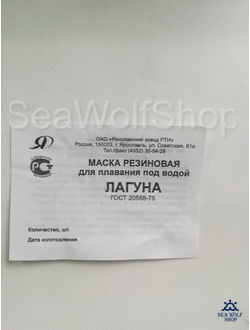 SeaWolfShop
ОАО «Ярославский завод РТИ»
Россия, 150003, г. Ярославль, ул. Советская, 81а
Тел./факс (4852) 30-54-28
МАСКА РЕЗИНОВАЯ
для плавания под водой
ЛАГУНА
ГОСТ 20568-75
Количество, шт.
Дата изготовления
SEA WOLF
SHOP